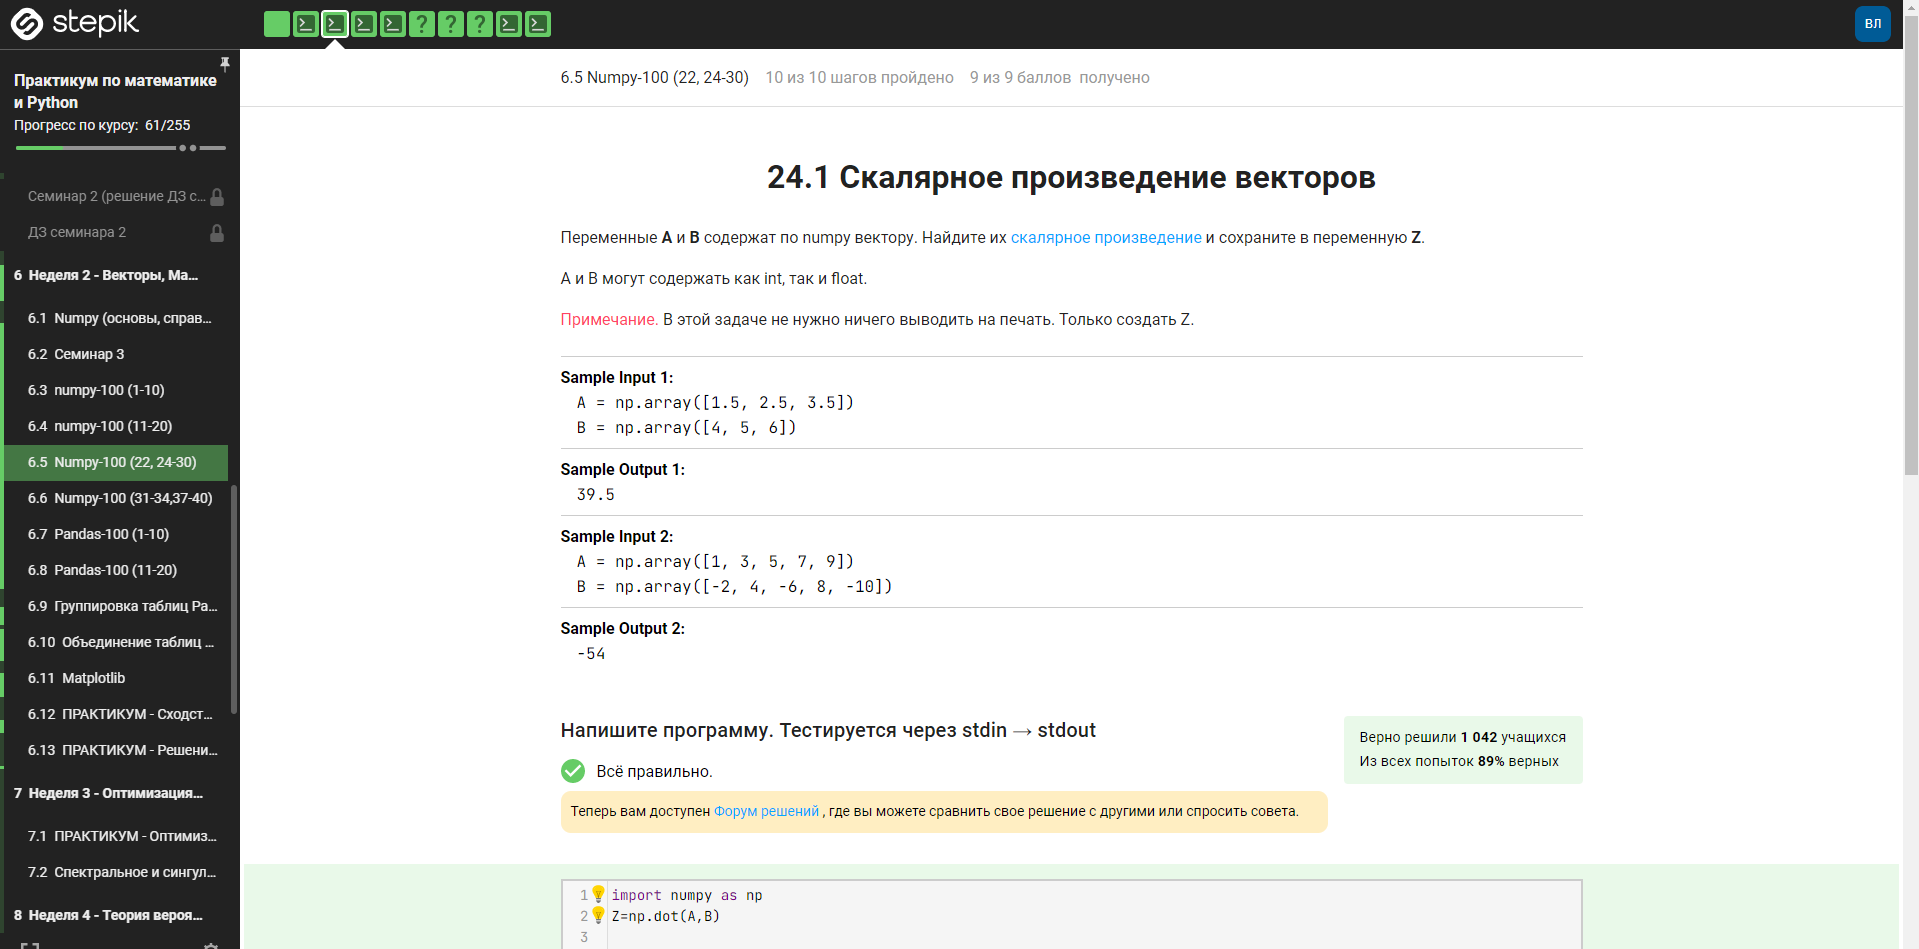 stepik
ВЛ
Практикум по математике
и Python
Прогресс по курсу: 61/255
Семинар 2 (решение ДЗ с...
ДЗ семинара 2
6 Неделя 2 - Векторы, Ма...
6.1 Numpy (основы, справ...
6.2 Семинар 3
6.3 numpy-100 (1-10)
6.4 numpy-100 (11-20)
6.5 Numpy-100 (22, 24-30)
6.6 Numpy-100 (31-34,37-40)
6.7 Pandas-100 (1-10)
6.8 Pandas-100 (11-20)
6.9 Группировка таблиц Pa...
6.10 Объединение таблиц ...
6.11 Matplotlib
6.12 ПРАКТИКУМ - Сходст...
6.13 ПРАКТИКУМ - Решени...
7 Неделя 3 - Оптимизация...
7.1 ПРАКТИКУМ - Оптимиз...
7.2 Спектральное и сингул...
8 Неделя 4 - Теория вероя...
6.5 Numpy-100 (22, 24-30) 10 из 10 шагов пройдено 9 из 9 баллов получено
24.1 Скалярное произведение векторов
Переменные A и B содержат по numpy вектору. Найдите их скалярное произведение и сохраните в переменную Z.
A и B могут содержать как int, так и float.
Примечание. В этой задаче не нужно ничего выводить на печать. Только создать Z.
Sample Input 1:
A = np.array([1.5, 2.5, 3.5])
B = np.array([4, 5, 6])
Sample Output 1:
39.5
Sample Input 2:
A = np.array([1, 3, 5, 7, 9])
B = np.array([-2, 4, -6, 8, -10])
Sample Output 2:
-54
Напишите программу. Тестируется через stdin → stdout
Верно решили 1 042 учащихся
Из всех попыток 89% верных
Всё правильно.
Теперь вам доступен Форум решений , где вы можете сравнить свое решение с другими или спросить совета.
1 import numpy as np
2 Z=np.dot(A,B)
3